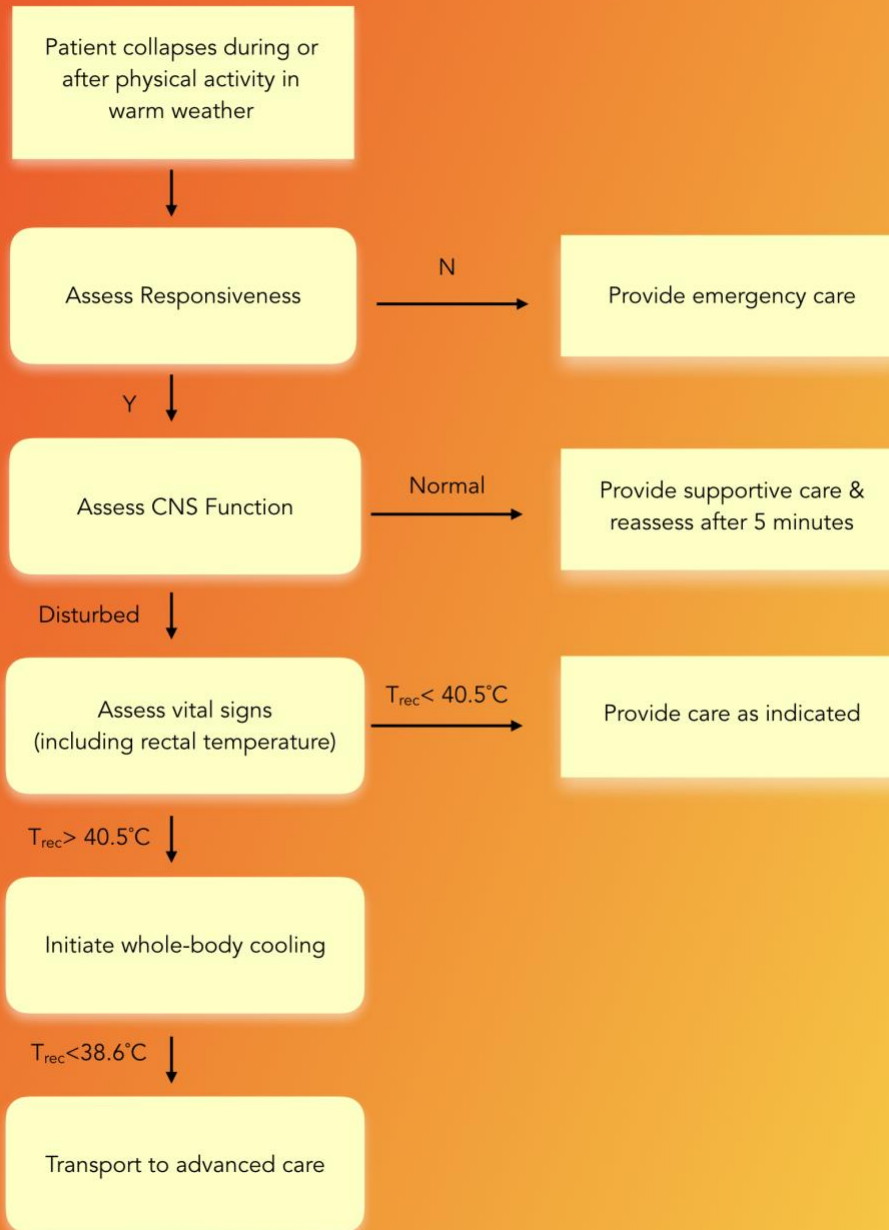 Patient collapses during or
after physical activity in
warm weather
Assess Responsiveness
N
Provide emergency care
Y
Assess CNS Function
Normal
Provide supportive care &
reassess after 5 minutes
Disturbed
Assess vital signs
(including rectal temperature)
Trec< 40.5°C
Provide care as indicated
Trec> 40.5°C
Initiate whole-body cooling
Trec<38.6°C
Transport to advanced care